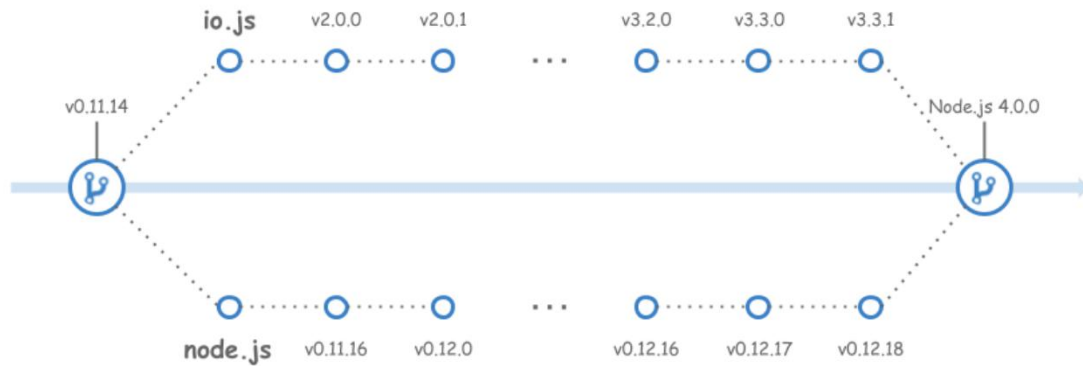 io.js v2.0.0 v2.0.1 ... v3.2.0 v3.3.0 v3.3.1
v0.11.14
Node.js 4.0.0
...
node.js v0.11.16 v0.12.0 v0.12.16 v0.12.17 v0.12.18